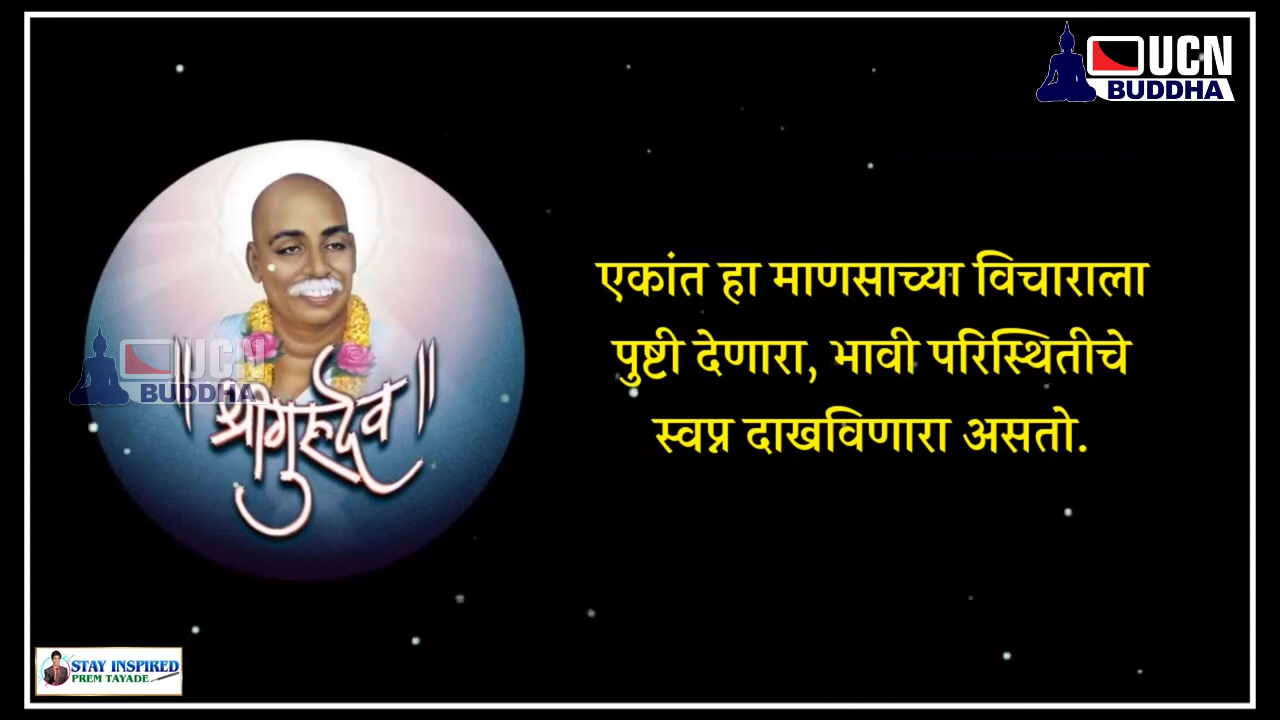 UCN
BUDDHA
एकांत हा माणसाच्या विचाराला
पुष्टी देणारा, भावी परिस्थितीचे
स्वप्न दाखविणारा असतो.
UCN
BUDDHA
॥ श्रीगुरुदेव ॥
STAY INSPIRED
PREM TAYADE